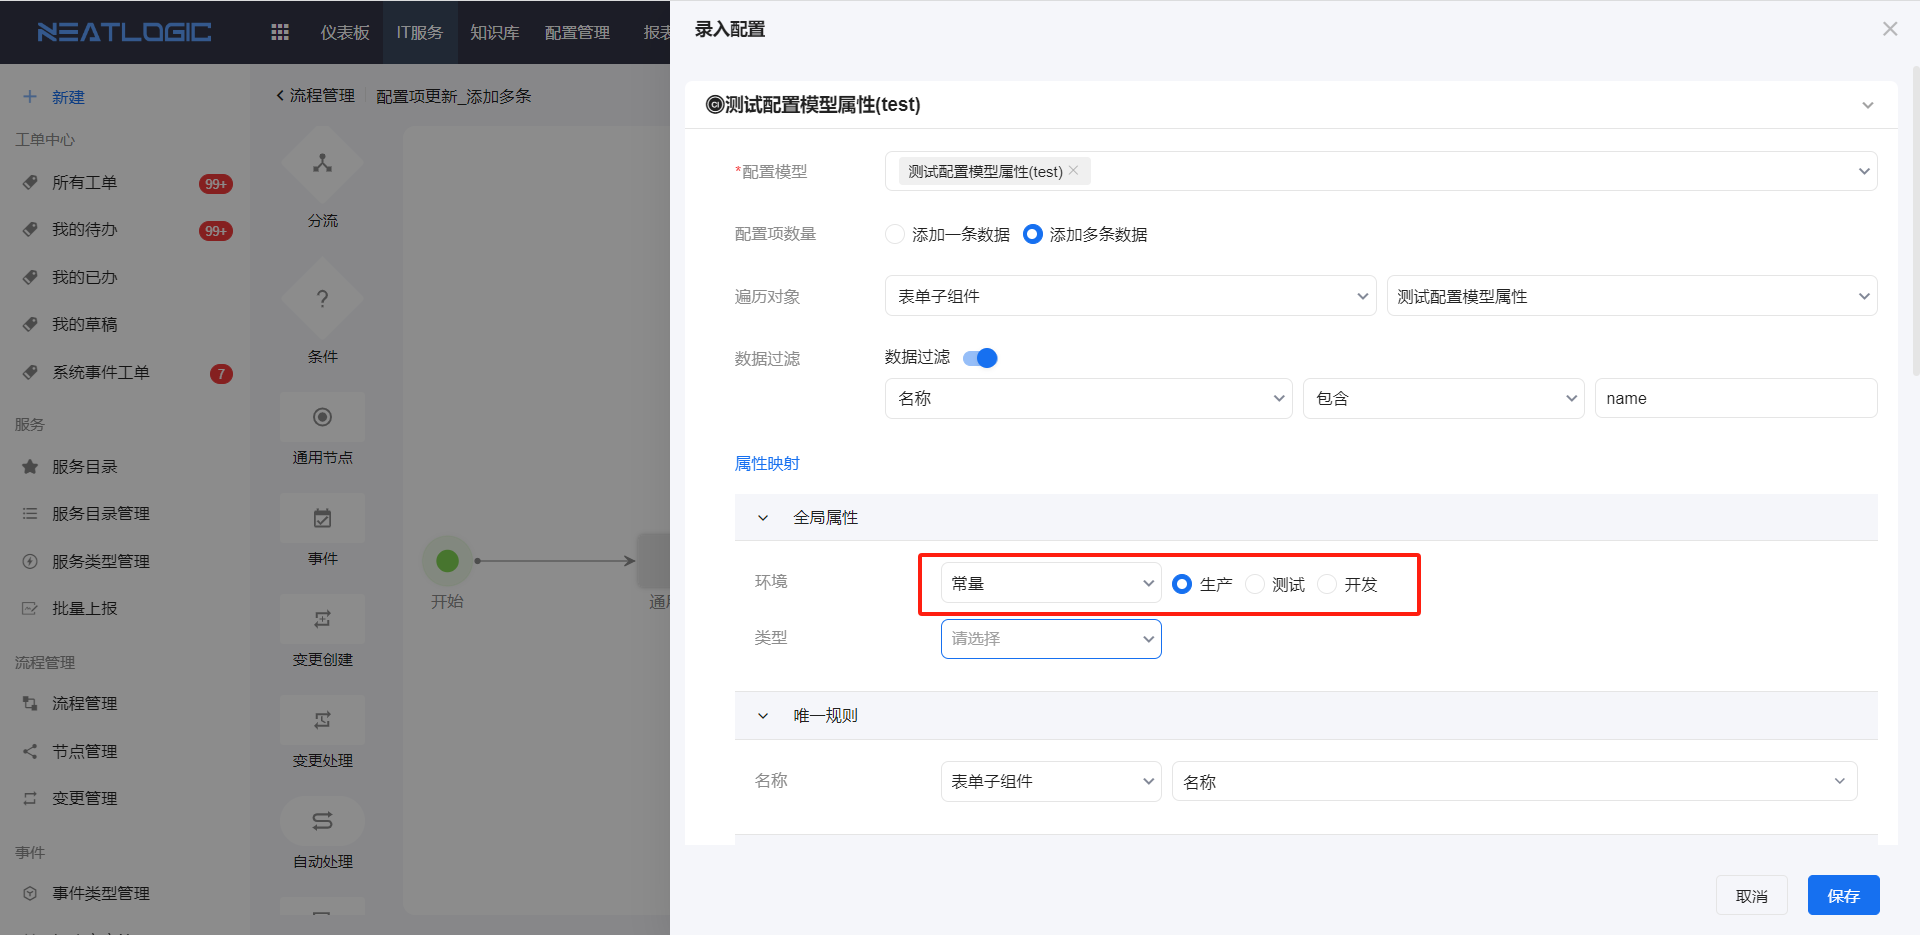 NEATLOGIC
仪表板
IT服务
知识库
配置管理
报表
新建
工单中心
所有工单
99+
我的待办
99+
我的已办
我的草稿
系统事件工单
7
服务
服务目录
服务目录管理
服务类型管理
批量上报
流程管理
流程管理
节点管理
变更管理
事件
事件类型管理
流程管理
配置项更新_添加多条
分流
?
条件
通用节点
事件
变更创建
变更处理
自动处理
开始
通用
录入配置
CI
测试配置模型属性(test)
*配置模型
测试配置模型属性(test)
配置项数量
添加一条数据
添加多条数据
遍历对象
表单子组件
测试配置模型属性
数据过滤
数据过滤
名称
包含
name
属性映射
全局属性
环境
常量
生产
测试
开发
类型
请选择
唯一规则
名称
表单子组件
名称
取消
保存